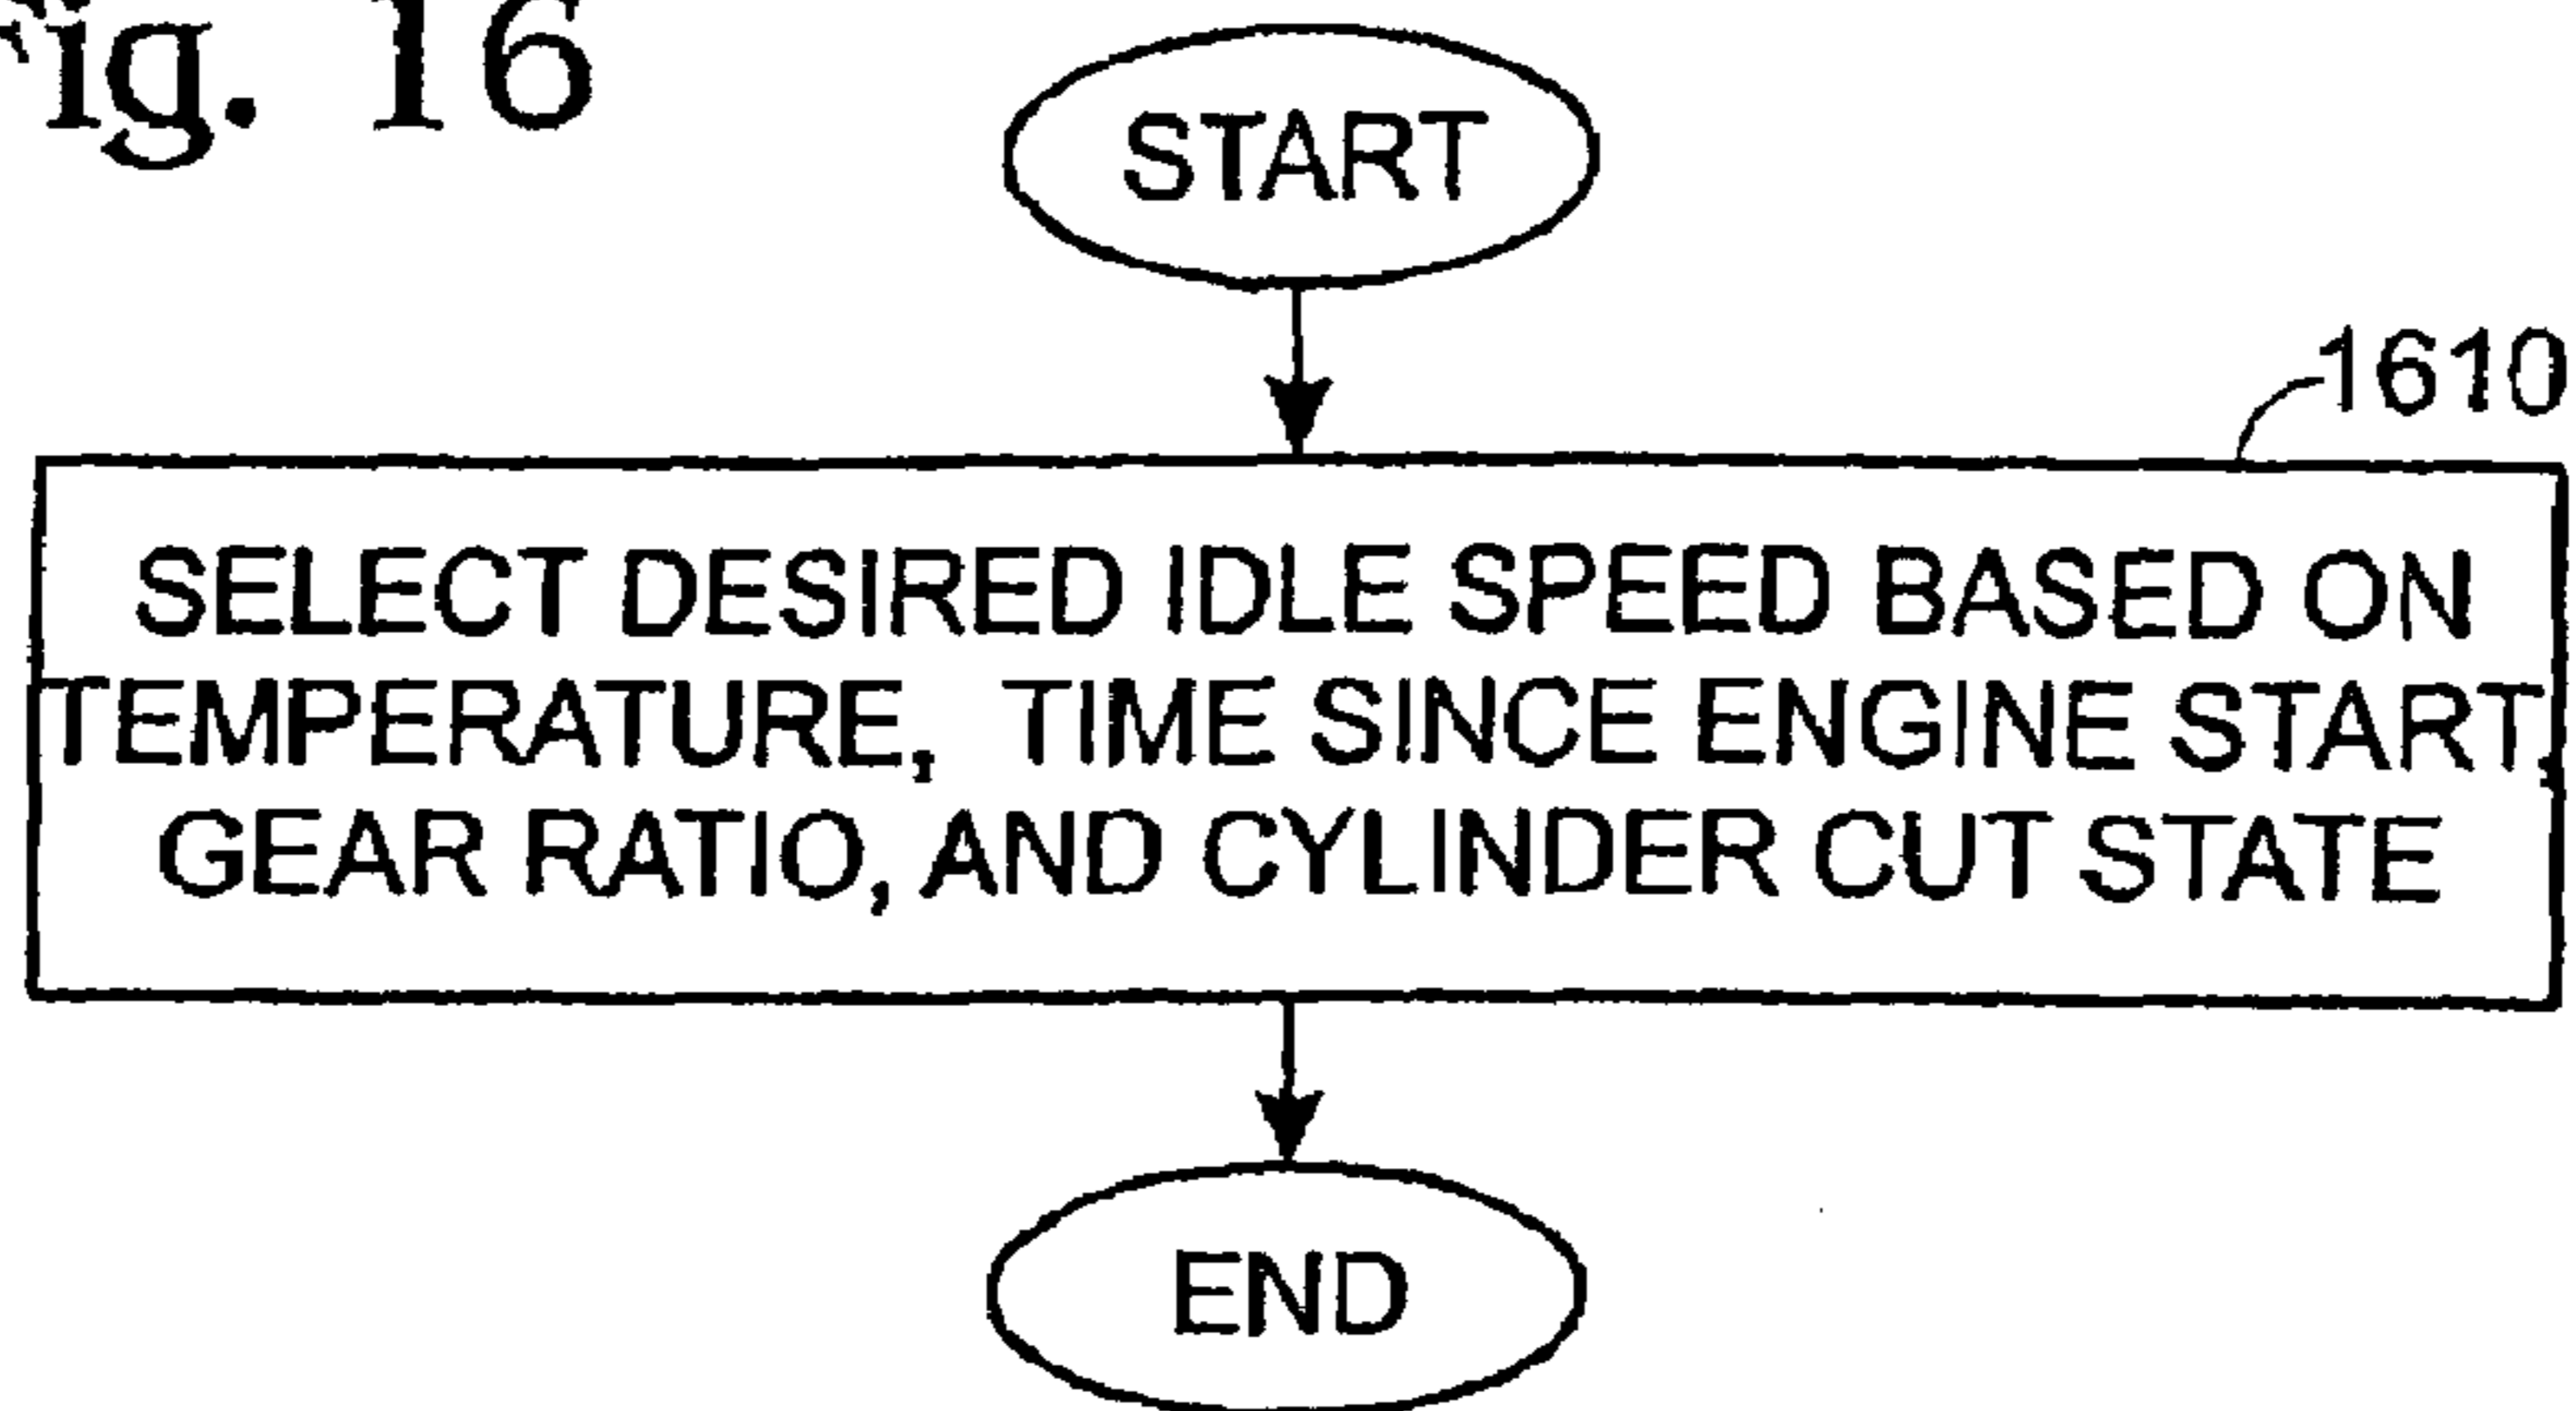 Fig. 16
START
1610
SELECT DESIRED IDLE SPEED BASED ON
TEMPERATURE, TIME SINCE ENGINE START,
GEAR RATIO, AND CYLINDER CUT STATE
END